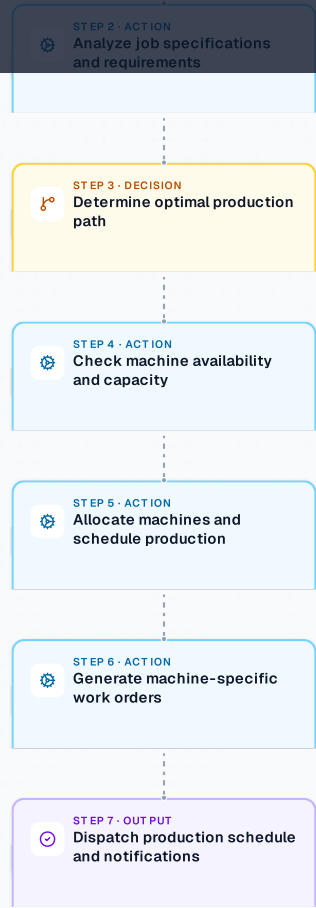 STEP 2 · ACTION
Analyze job specifications
and requirements
STEP 3 · DECISION
Determine optimal production
path
STEP 4 · ACTION
Check machine availability
and capacity
STEP 5 · ACTION
Allocate machines and
schedule production
STEP 6 · ACTION
Generate machine-specific
work orders
STEP 7 · OUTPUT
Dispatch production schedule
and notifications